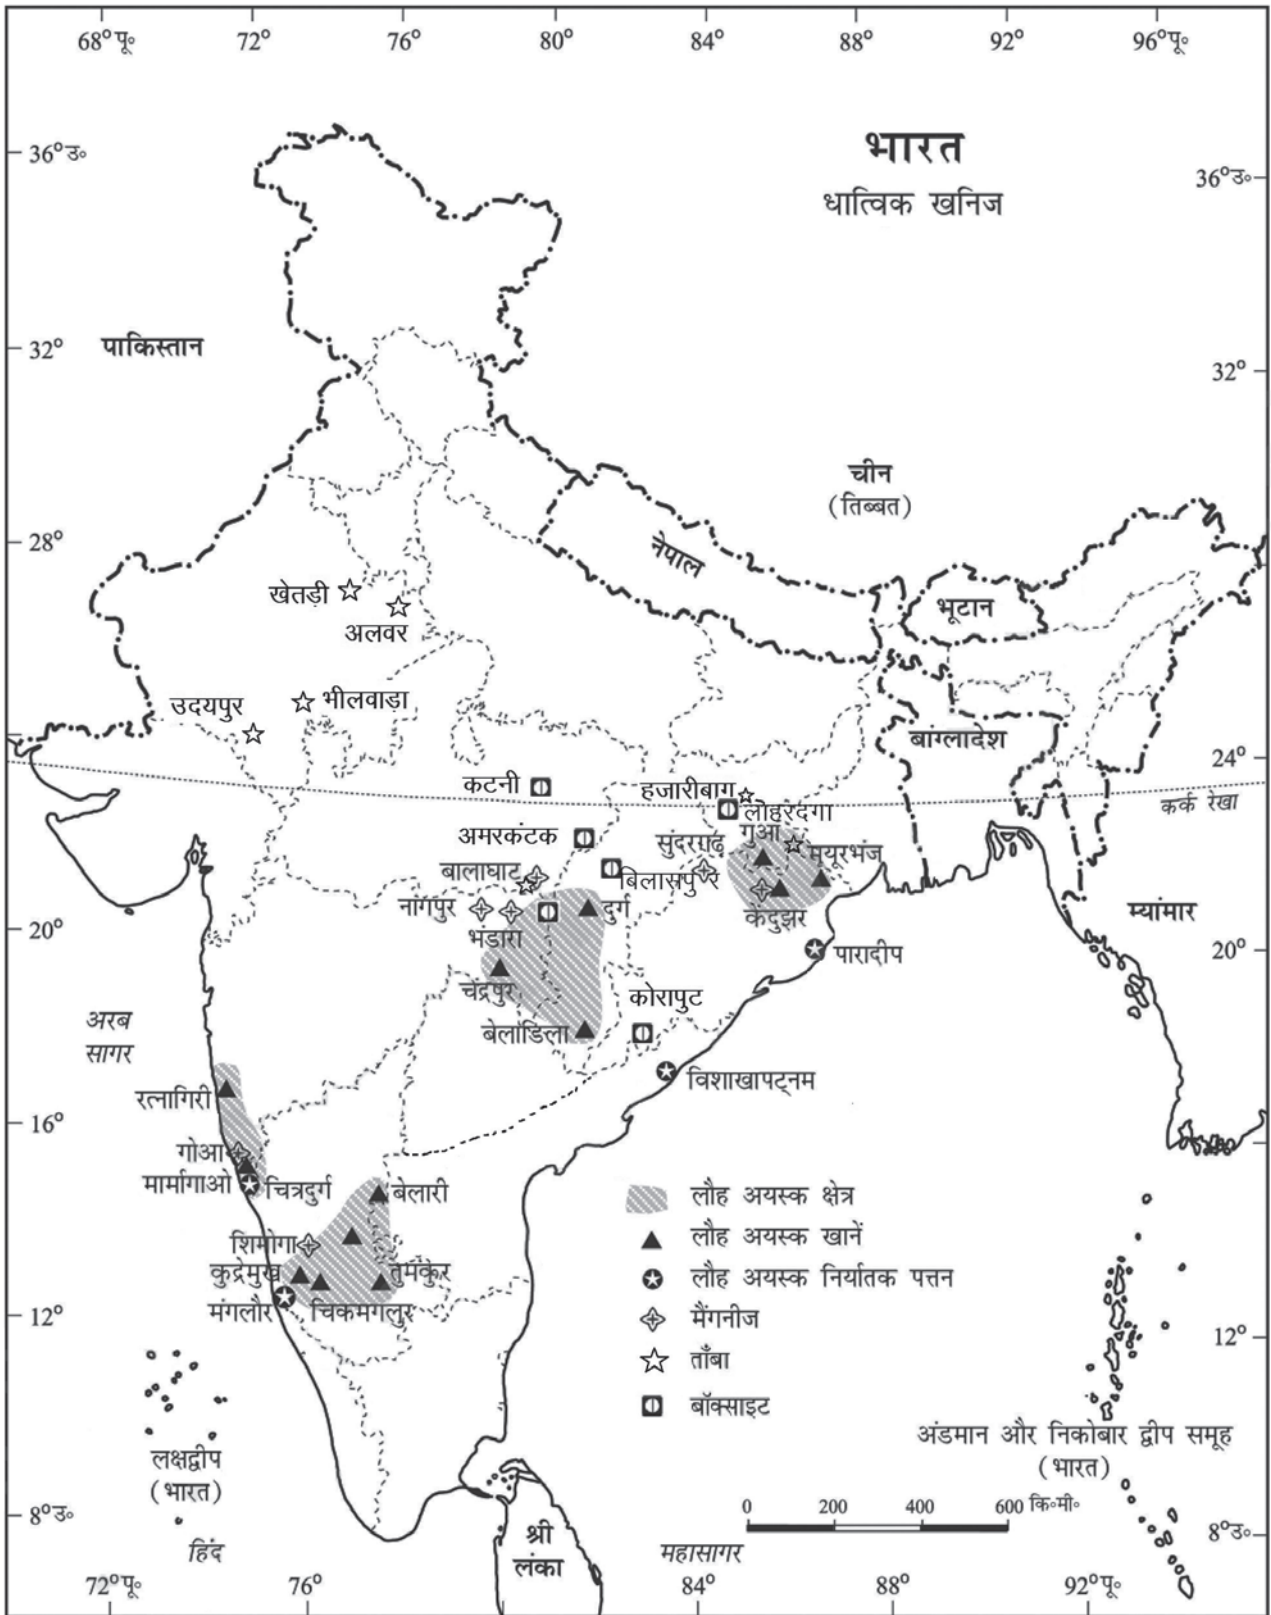 68°पू॰ 72° 76° 80° 84° 88° 92° 96°पू॰
भारत
धात्विक खनिज
36°उ॰
36°उ॰
पाकिस्तान
32°
32°
चीन
(तिब्बत)
28°
नेपाल
खेतड़ी
भूटान
अलवर
उदयपुर
भीलवाड़ा
बांग्लादेश
24°
कटनी
हजारीबाग
लोहरदगा
कर्क रेखा
अमरकंटक
सुंदरगढ़
गुआ
मयूरभंज
बालाघाट
बिलासपुर
नागपुर
दुर्ग
केंदुझर
म्यांमार
20°
भंडारा
20°
पारादीप
चंद्रपुर
कोरापुट
अरब
सागर
बेलाडिला
विशाखापट्नम
रत्नागिरी
16°
गोआ
मार्मागाओ
चित्रदुर्ग
बेलारी
लौह अयस्क क्षेत्र
शिमोगा
लौह अयस्क खानें
कुद्रेमुख
तुमकुर
लौह अयस्क निर्यातक पत्तन
मंगलौर
चिकमगलुर
मैंगनीज
12°
12°
ताँबा
बॉक्साइट
अंडमान और निकोबार द्वीप समूह
(भारत)
लक्षद्वीप
(भारत)
0 200 400 600 कि॰मी॰
8°उ॰
8°उ॰
श्री
लंका
हिंद
महासागर
72°पू॰ 76° 84° 88° 92°पू॰